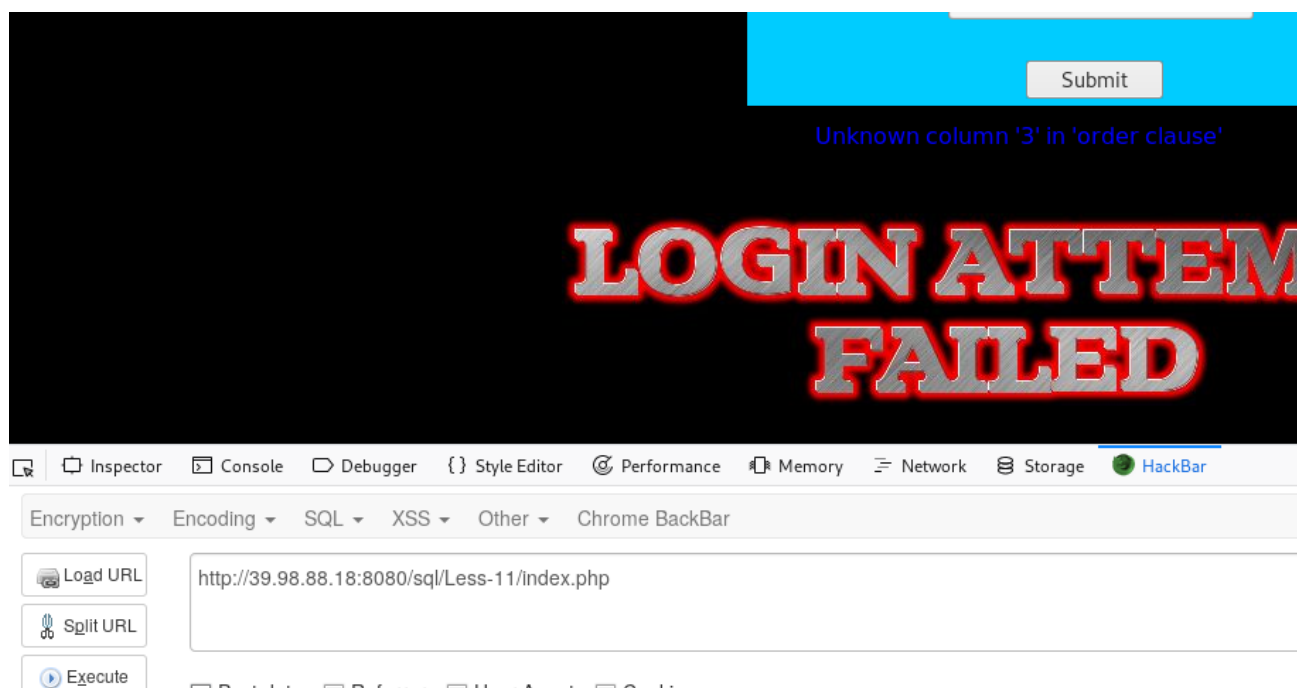 Submit
Unknown column '3' in 'order clause'
LOGIN
FAILED
Inspector Console Debugger {} Style Editor Performance Memory Network Storage HackBar
Encryption Encoding SQL XSS Other Chrome BackBar
Load URL http://39.98.88.18:8080/sql/Less-11/index.php
Split URL
Execute